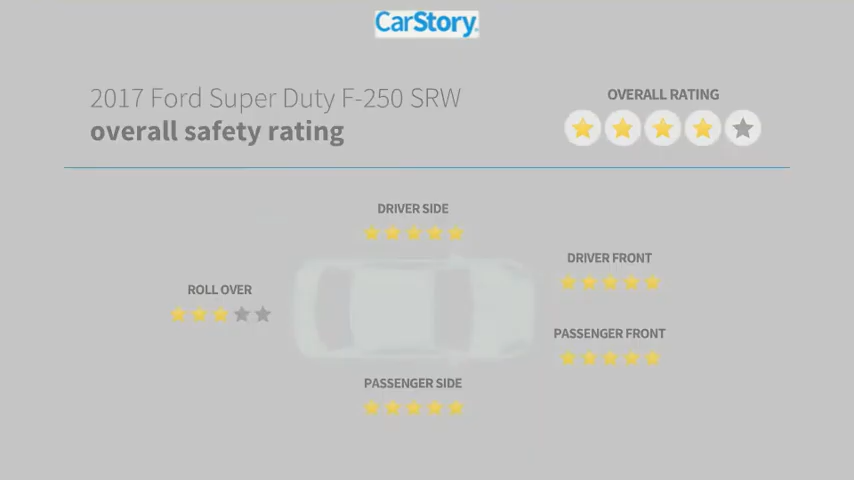 CarStory
2017 Ford Super Duty F-250 SRW
overall safety rating
OVERALL RATING
DRIVER SIDE
DRIVER FRONT
ROLL OVER
PASSENGER FRONT
PASSENGER SIDE